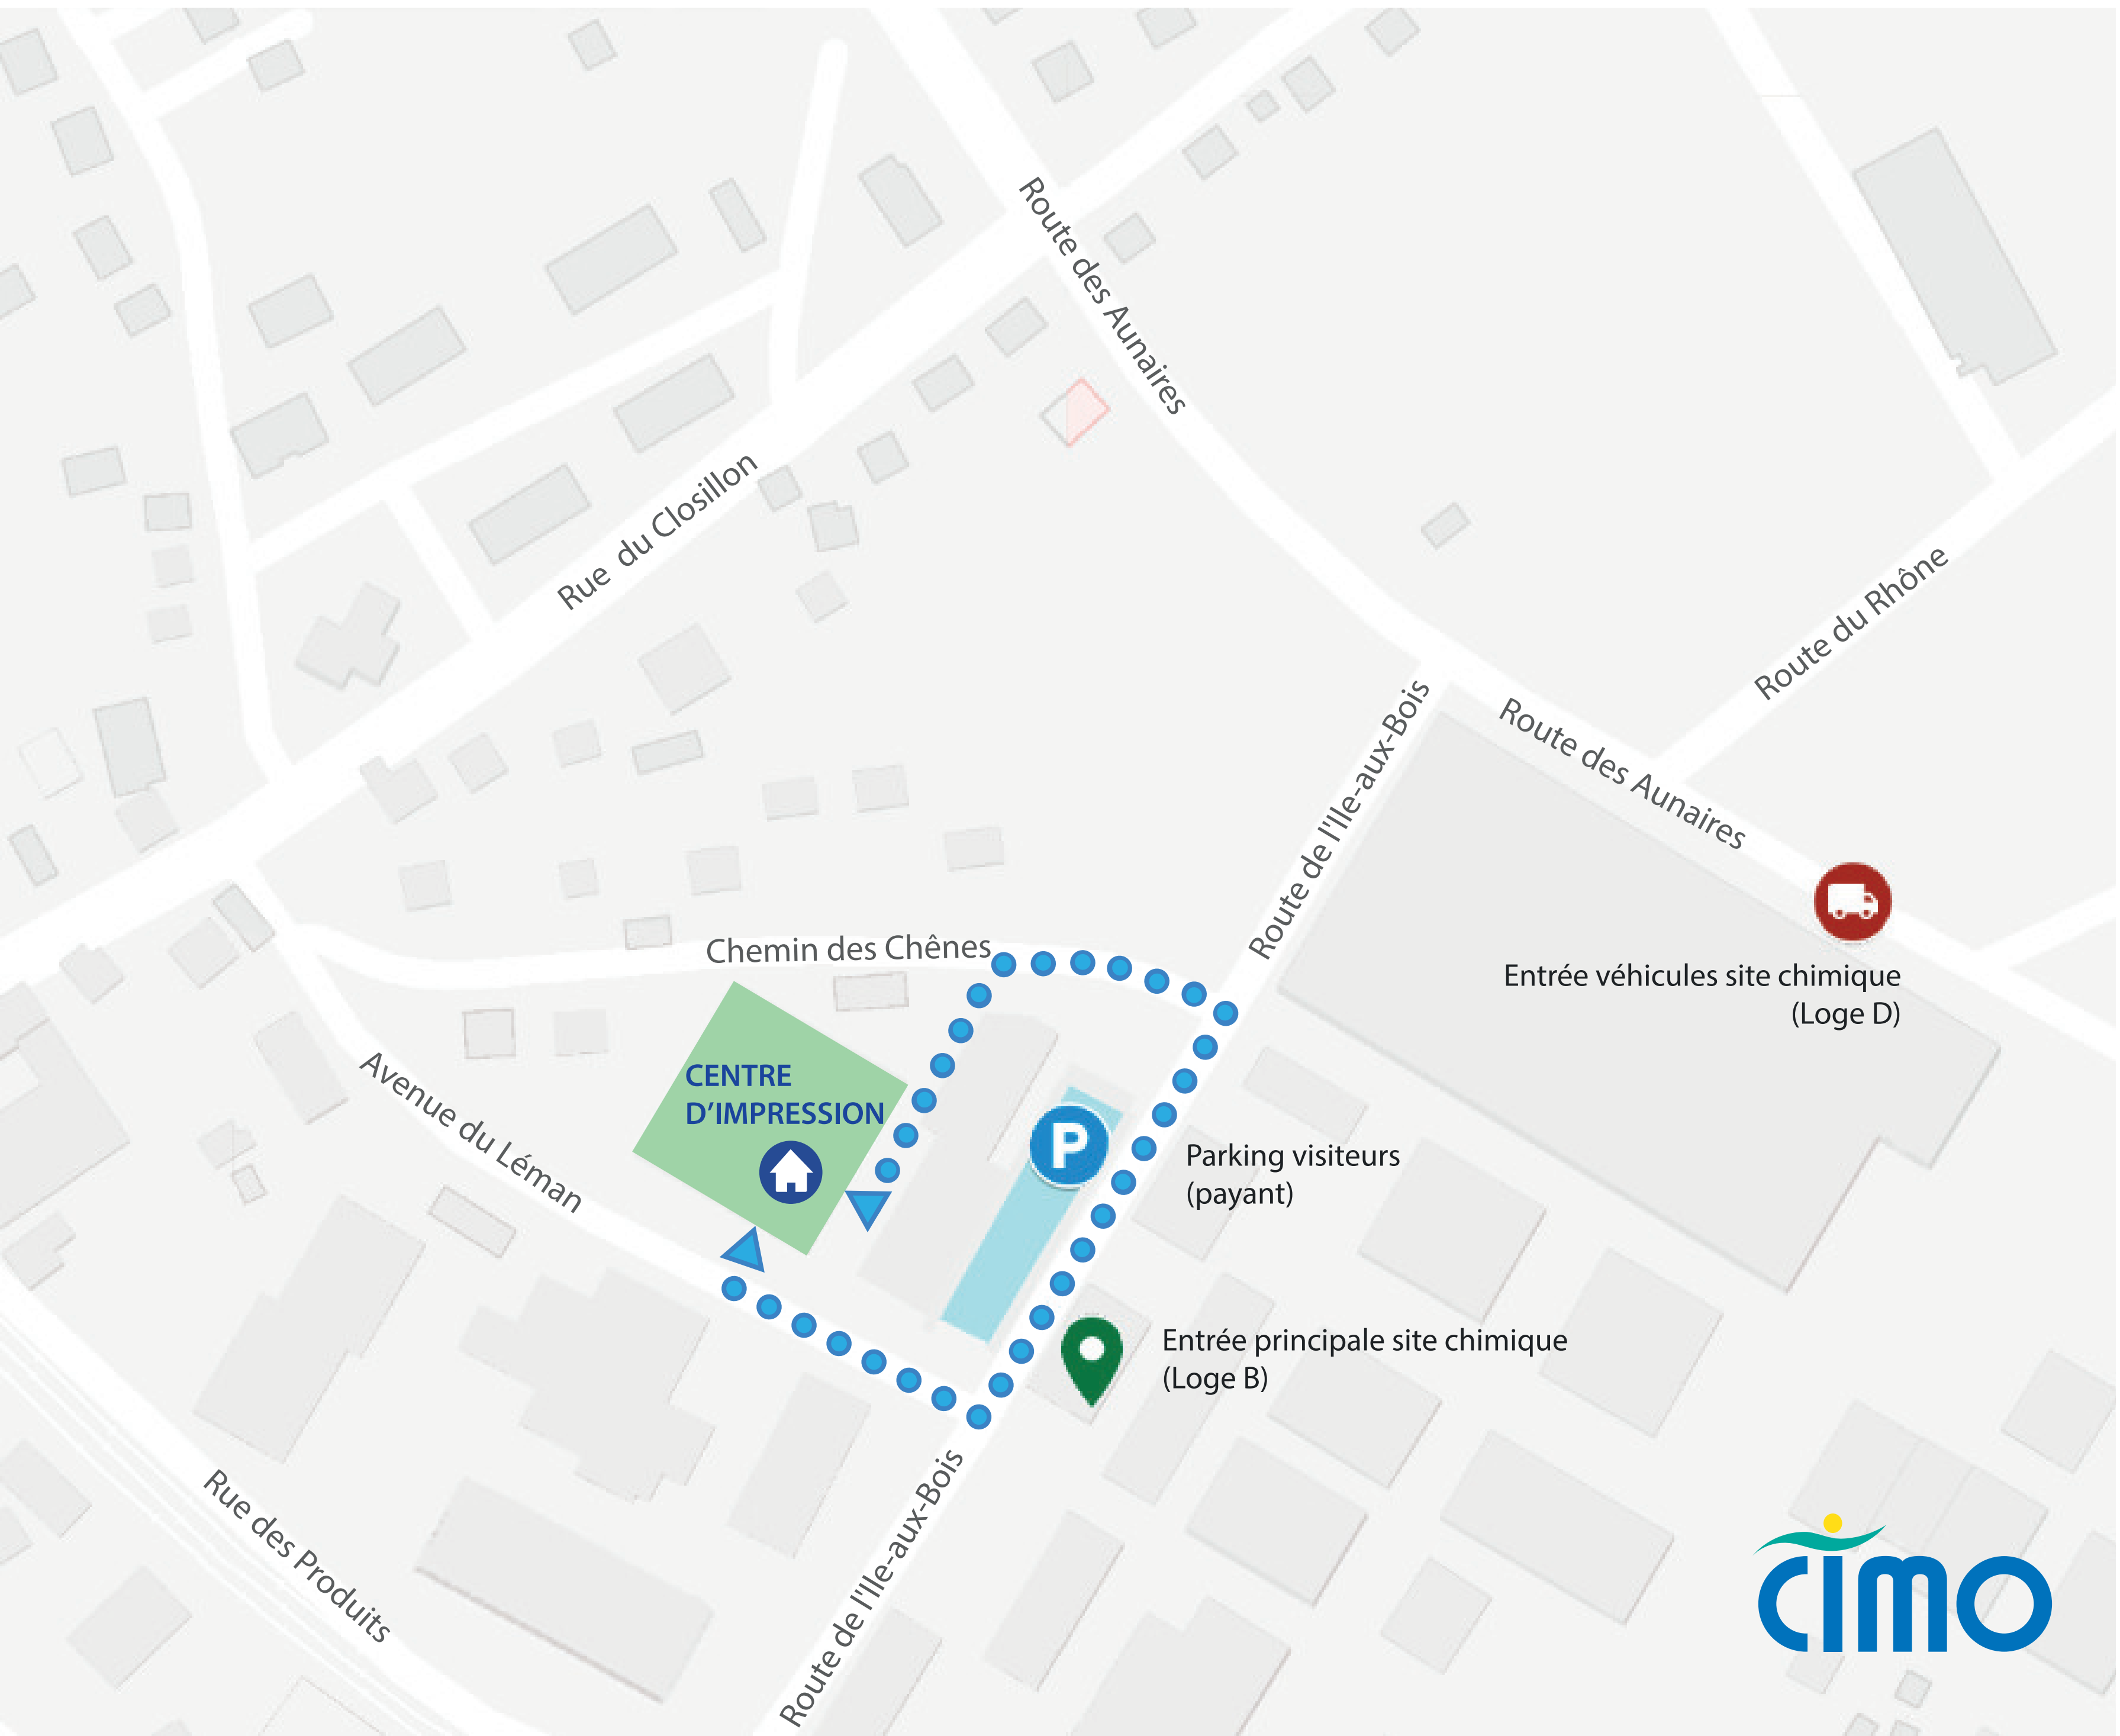 Route des Aunaires
Rue du Closillon
Route du Rhône
Route de l'Ile-aux-Bois
Route des Aunaires
Chemin des Chênes
Entrée véhicules site chimique
(Loge D)
CENTRE
D'IMPRESSION
Avenue du Léman
P
Parking visiteurs
(payant)
Entrée principale site chimique
(Loge B)
Rue des Produits
Route de l'Ile-aux-Bois
CIMO